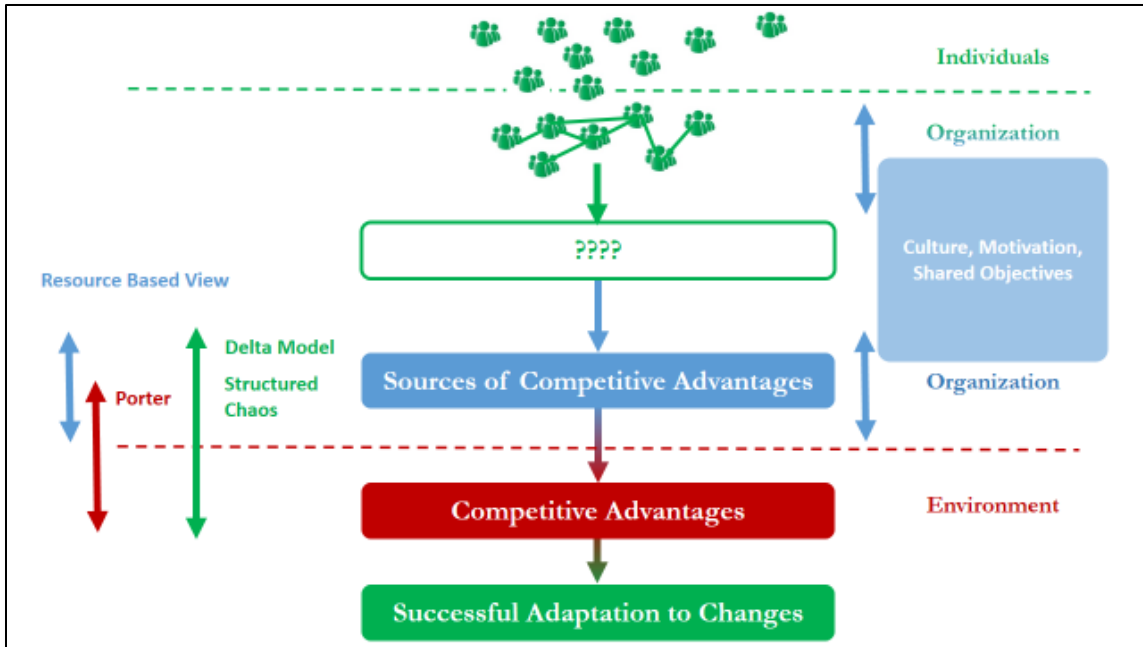 Individuals
Organization
????
Culture, Motivation,
Shared Objectives
Resource Based View
Delta Model
Structured
Chaos
Porter
Sources of Competitive Advantages
Organization
Competitive Advantages
Environment
Successful Adaptation to Changes